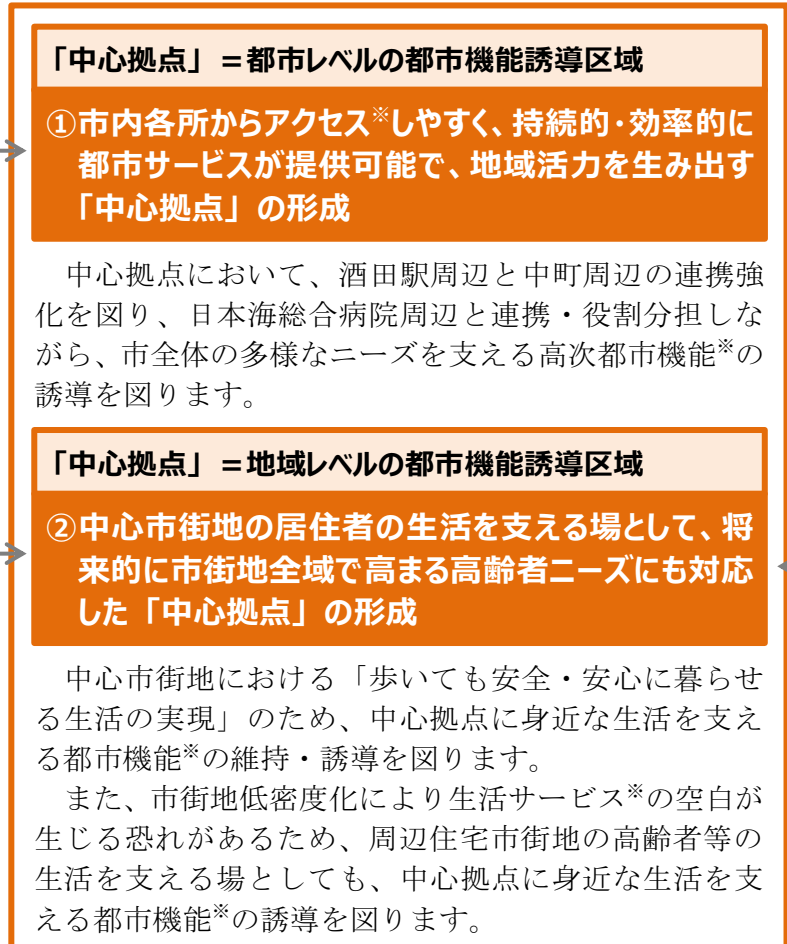 「中心拠点」＝都市レベルの都市機能誘導区域
①市内各所からアクセス※しやすく、持続的・効率的に
都市サービスが提供可能で、地域活力を生み出す
「中心拠点」の形成
中心拠点において、酒田駅周辺と中町周辺の連携強
化を図り、日本海総合病院周辺と連携・役割分担しな
がら、市全体の多様なニーズを支える高次都市機能※の
誘導を図ります。
「中心拠点」＝地域レベルの都市機能誘導区域
②中心市街地の居住者の生活を支える場として、将
来的に市街地全域で高まる高齢者ニーズにも対応
した「中心拠点」の形成
中心市街地における「歩いても安全・安心に暮らせ
る生活の実現」のため、中心拠点に身近な生活を支え
る都市機能※の維持・誘導を図ります。
また、市街地低密度化により生活サービス※の空白が
生じる恐れがあるため、周辺住宅市街地の高齢者等の
生活を支える場としても、中心拠点に身近な生活を支
える都市機能※の誘導を図ります。